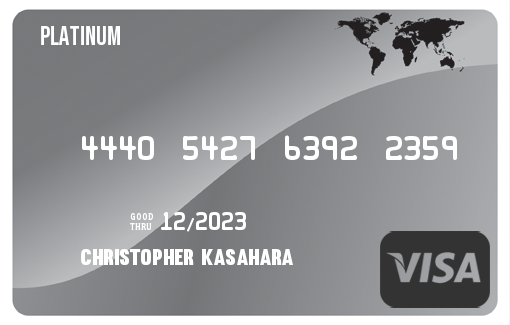 PLATINUM
4440 5427 6392 2359
GOOD
THRU 12/2023
CHRISTOPHER KASAHARA
VISA